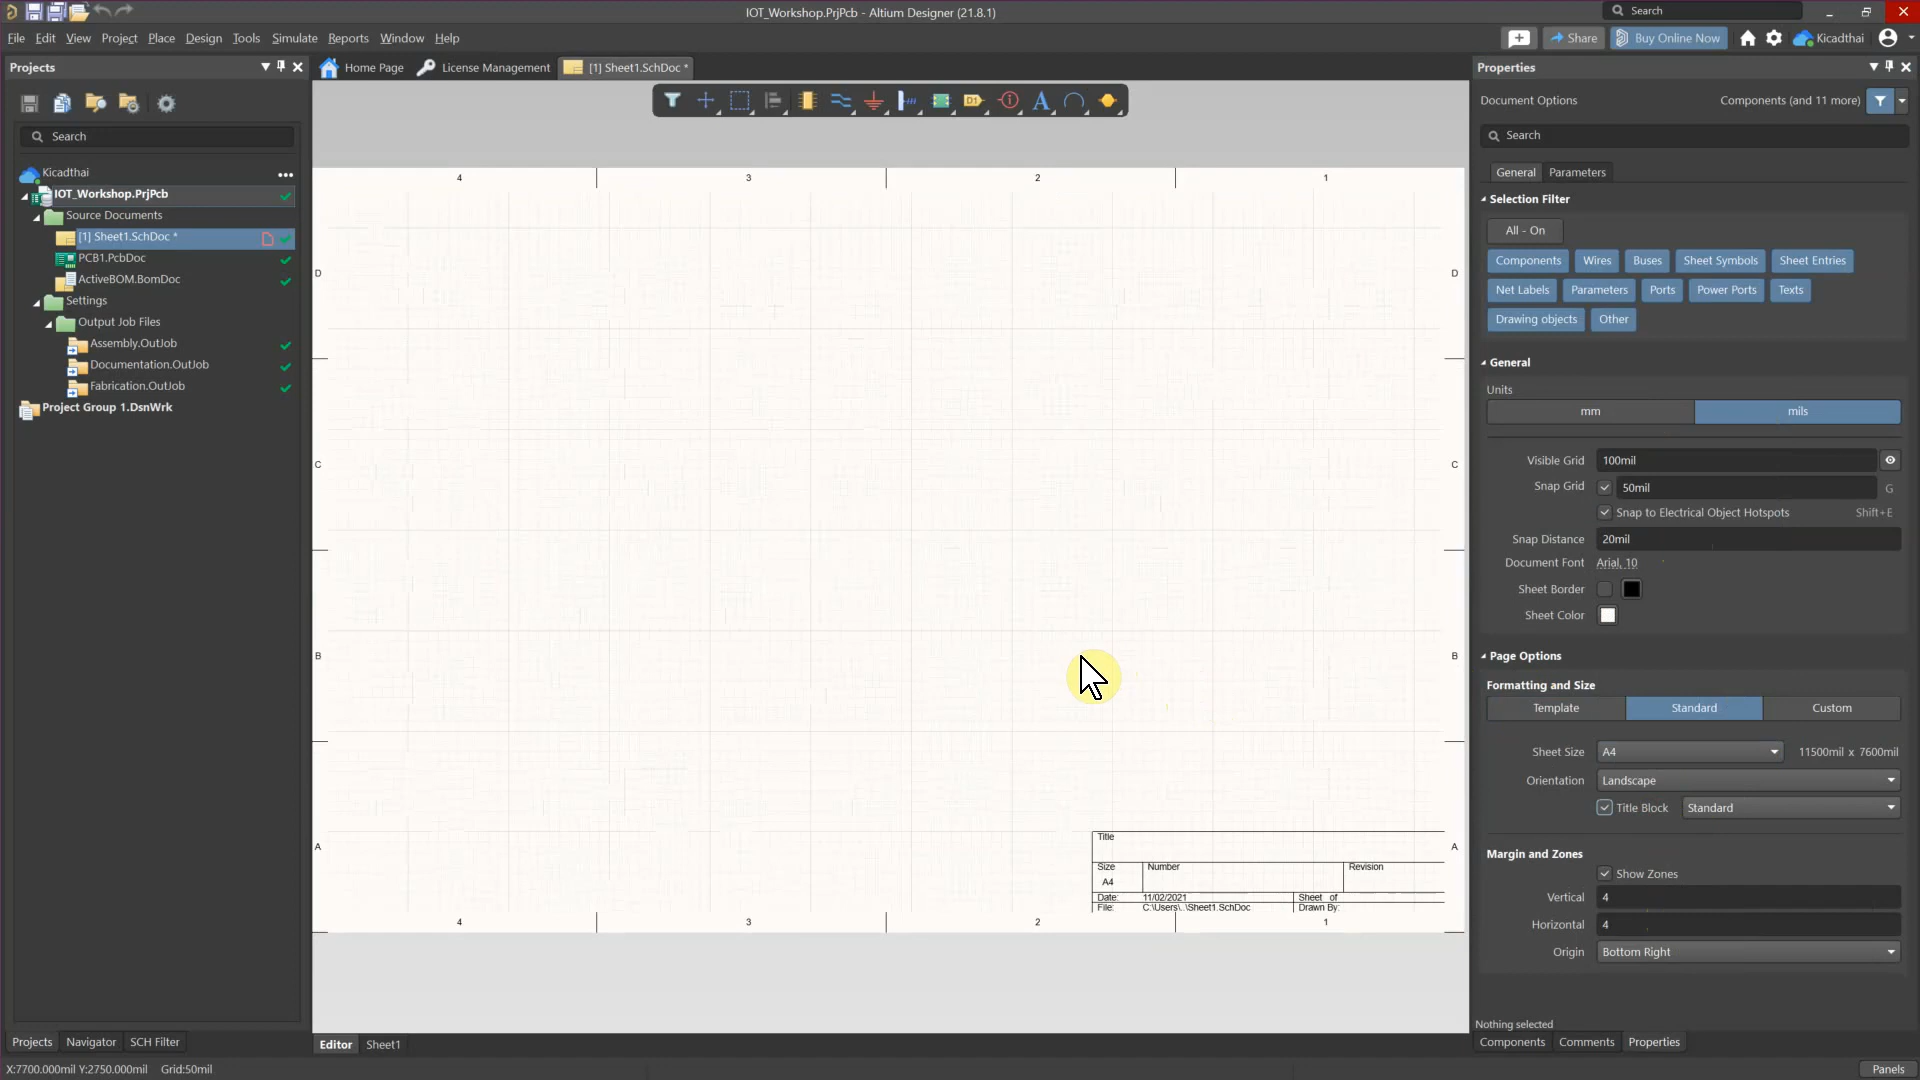 IOT_Workshop.PrjPcb - Altium Designer (21.8.1)
Search
File Edit View Project Place Design Tools Simulate Reports Window Help
Share
Buy Online Now
Kicadthai
Projects
Home Page
License Management
[1] Sheet1.SchDoc *
Properties
Document Options
Components (and 11 more)
Search
Search
General
Parameters
Kicadthai
IOT_Workshop.PrjPcb
Source Documents
[1] Sheet1.SchDoc *
PCB1.PcbDoc
ActiveBOM.BomDoc
Settings
Output Job Files
Assembly.OutJob
Documentation.OutJob
Fabrication.OutJob
Project Group 1.DsnWrk
D1
A
4 3 2 1
D D
C C
B B
A A
4 3 2 1
Title
Size Number Revision
A4
Date: 11/02/2021 Sheet of
File: C:\Users\..\Sheet1.SchDoc Drawn By:
Selection Filter
All - On
Components Wires Buses Sheet Symbols Sheet Entries
Net Labels Parameters Ports Power Ports Texts
Drawing objects Other
General
Units
mm mils
Visible Grid 100mil
Snap Grid 50mil G
Snap to Electrical Object Hotspots Shift+E
Snap Distance 20mil
Document Font Arial, 10
Sheet Border
Sheet Color
Page Options
Formatting and Size
Template Standard Custom
Sheet Size A4 11500mil x 7600mil
Orientation Landscape
Title Block Standard
Margin and Zones
Show Zones
Vertical 4
Horizontal 4
Origin Bottom Right
Nothing selected
Projects Navigator SCH Filter
Editor Sheet1
Components Comments Properties
X:7700.000mil Y:2750.000mil Grid:50mil
Panels